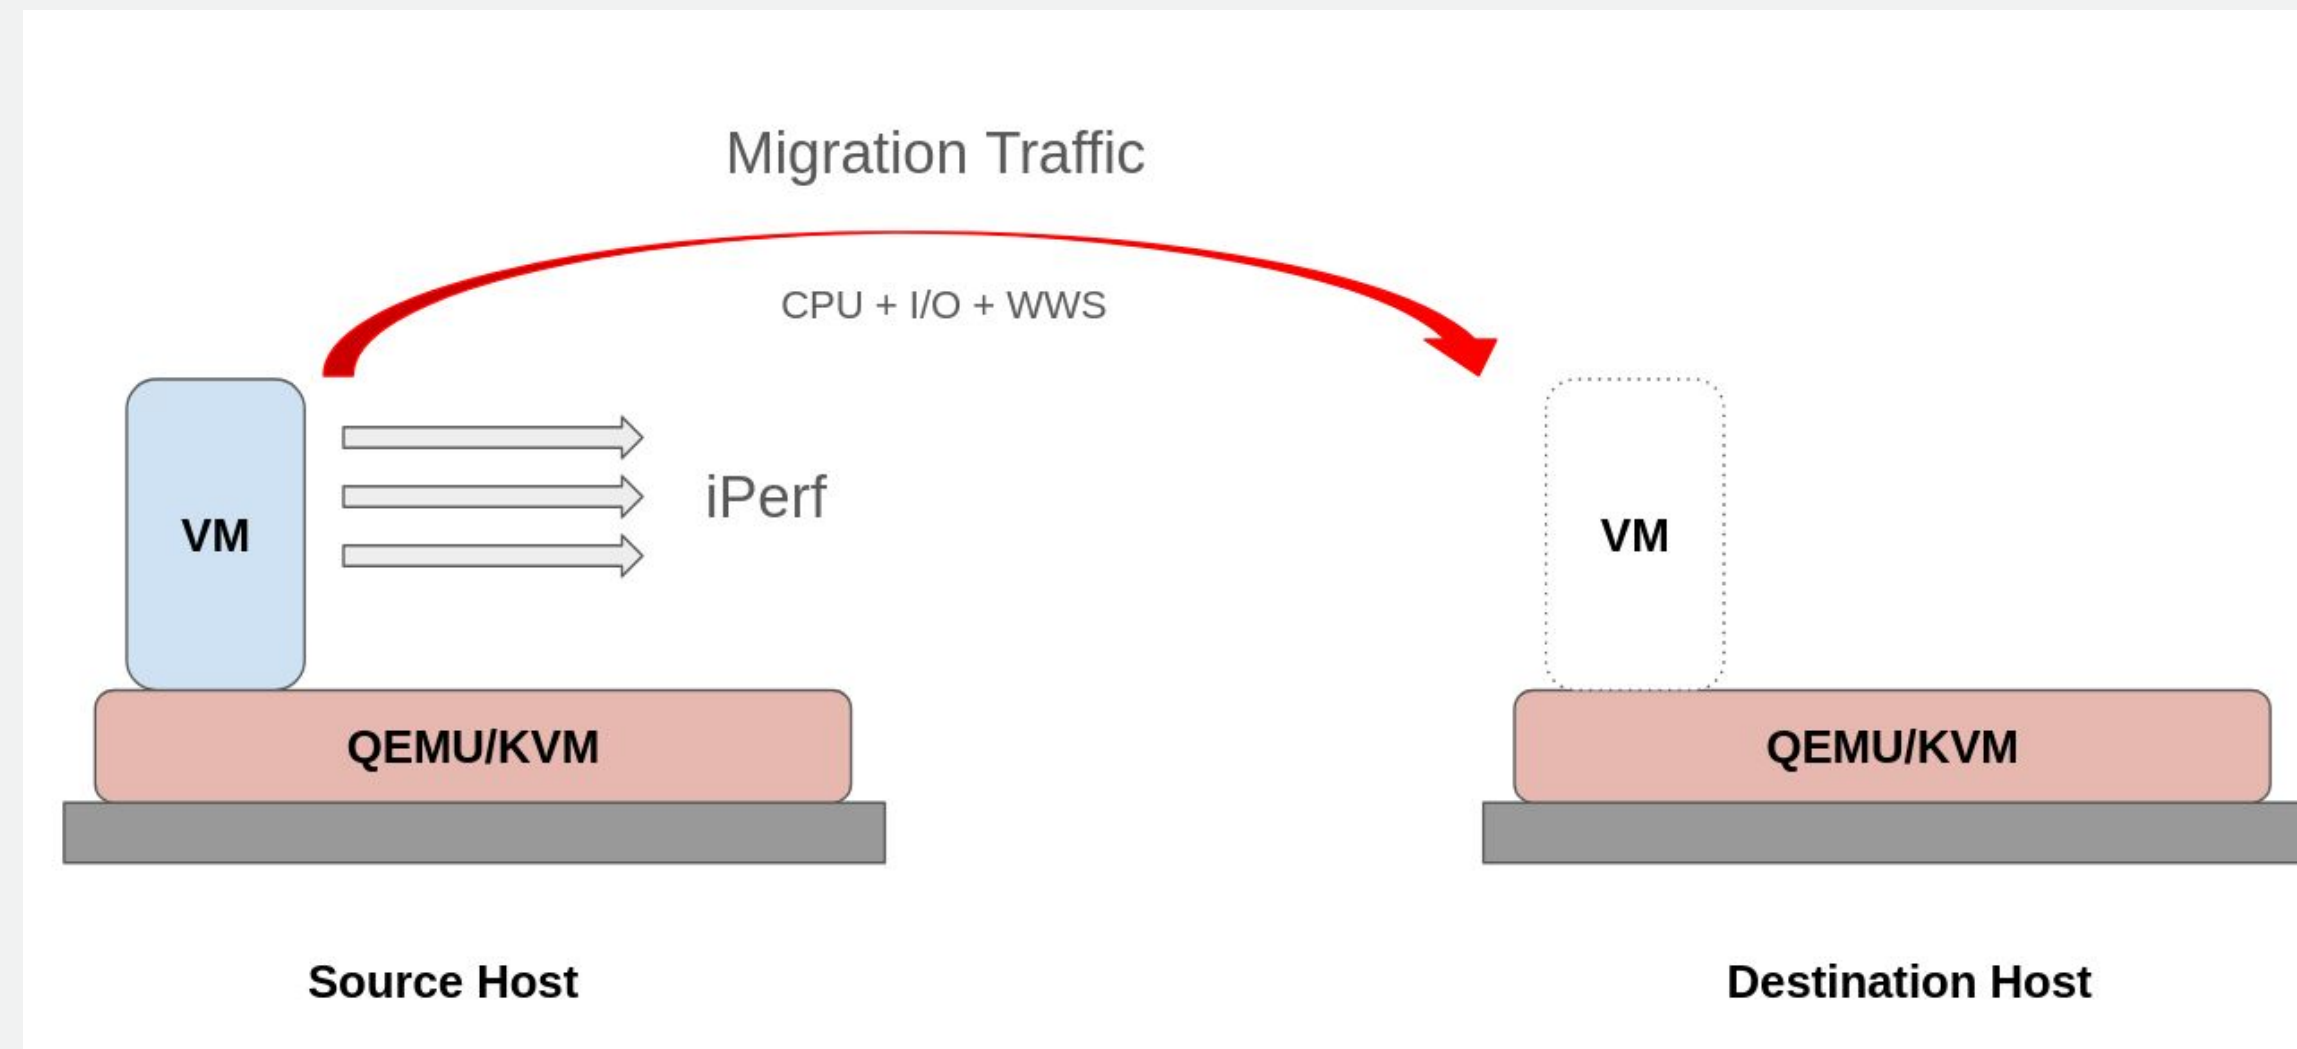 Migration Traffic
CPU + I/O + WWS
iPerf
VM
VM
QEMU/KVM
QEMU/KVM
Source Host
Destination Host